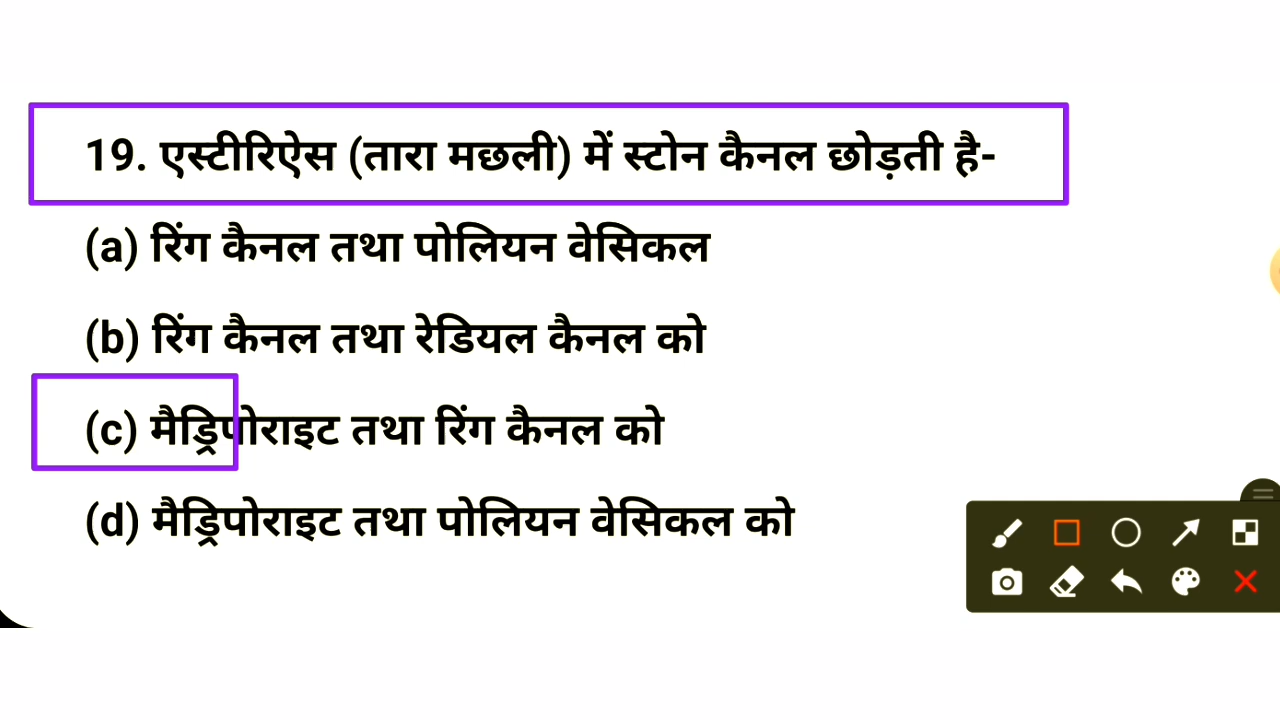 19. एस्टीरिऐस (तारा मछली) में स्टोन कैनल छोड़ती है-
(a) रिंग कैनल तथा पोलियन वेसिकल
(b) रिंग कैनल तथा रेडियल कैनल को
(c) मैड्रिपोराइट तथा रिंग कैनल को
(d) मैड्रिपोराइट तथा पोलियन वेसिकल को